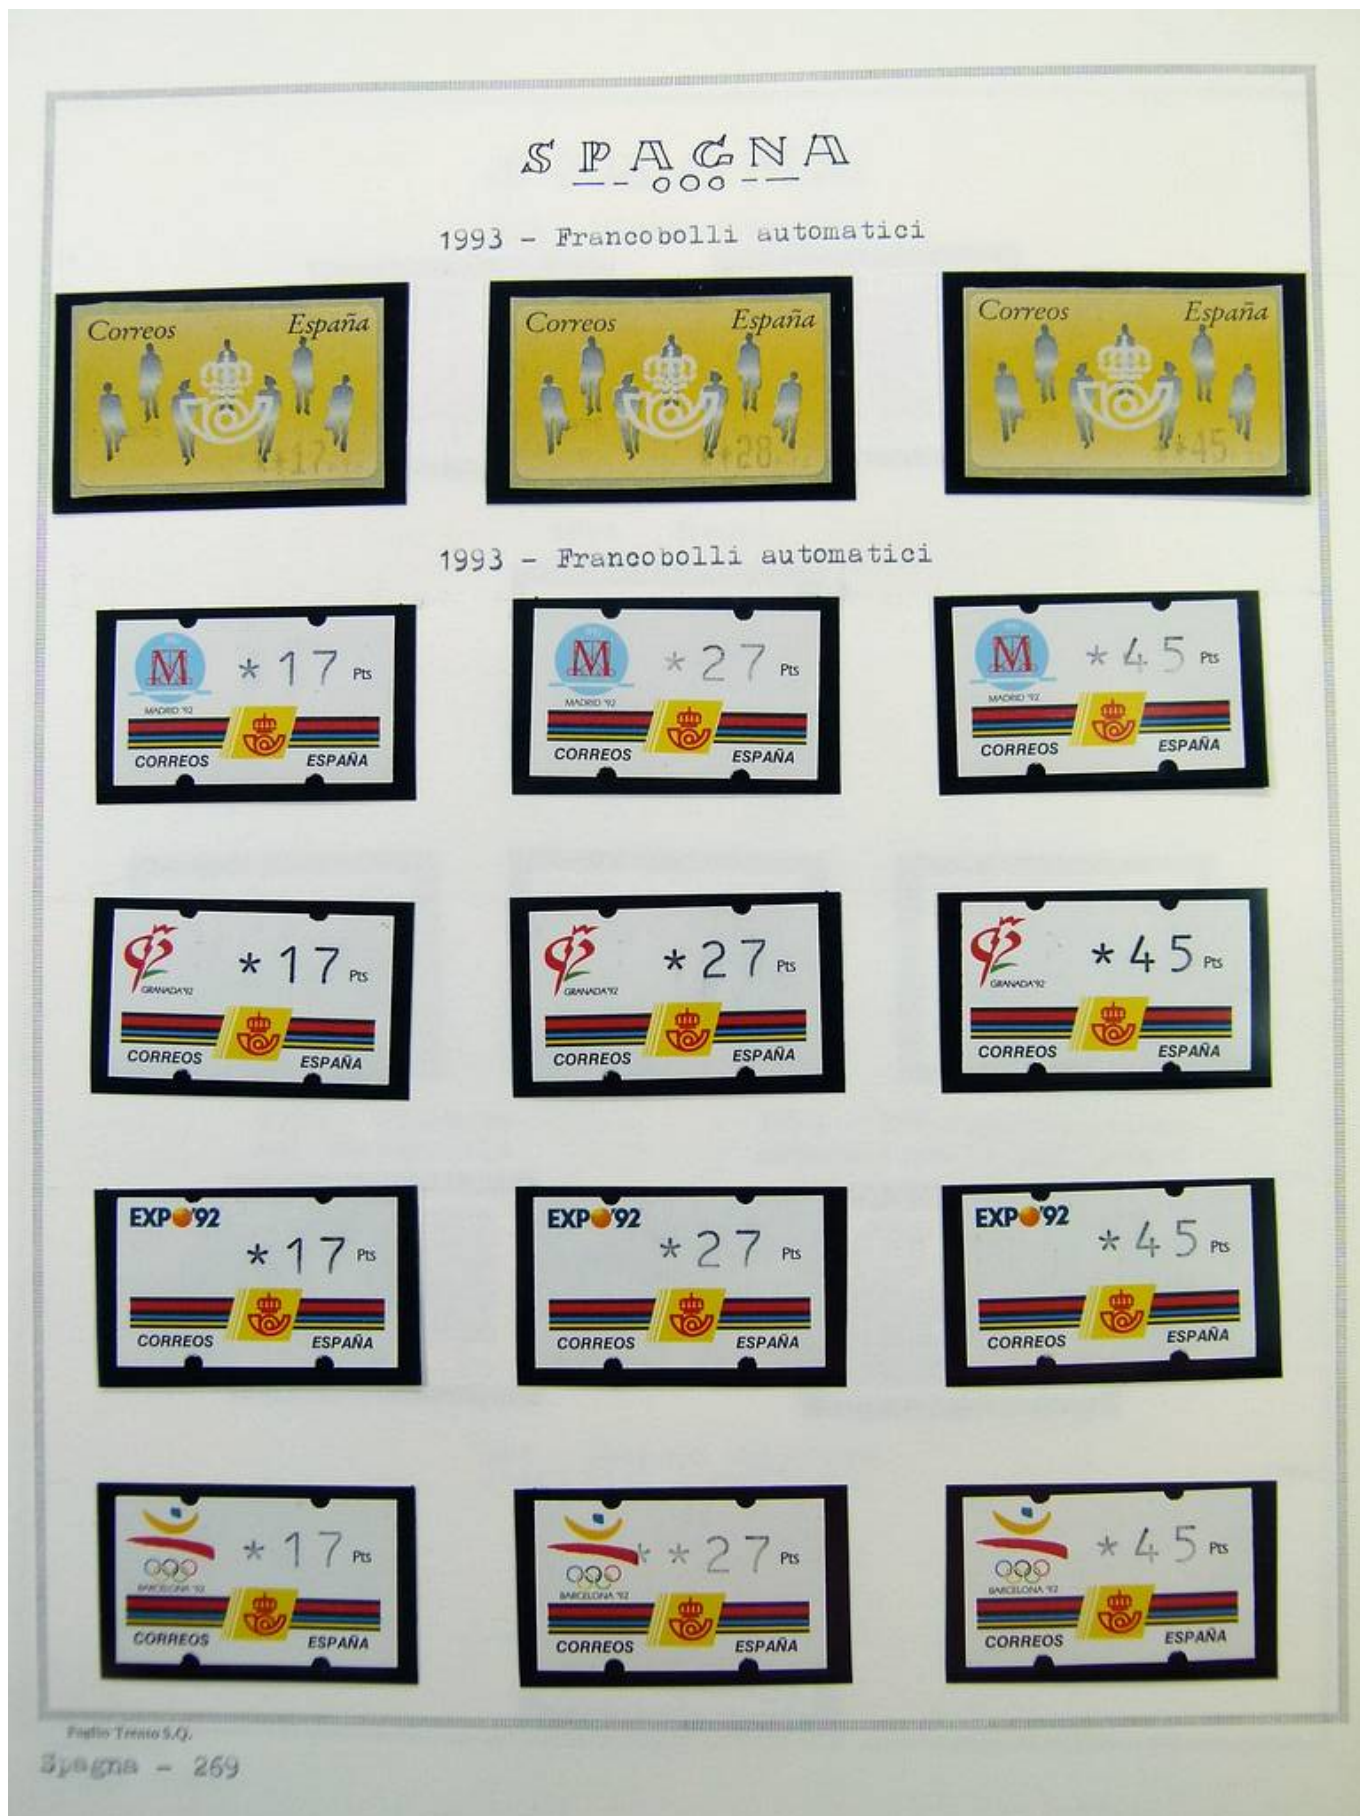 SPAGNA
1993 - Francobolli automatici
Correos España Correos España Correos España
**17 **28 **45
1993 - Francobolli automatici
M M M
*17 Pts *27 Pts *45 Pts
MADRID '92 MADRID '92 MADRID '92
CORREOS ESPAÑA CORREOS ESPAÑA CORREOS ESPAÑA
*17 Pts *27 Pts *45 Pts
GRANADA'92 GRANADA'92 GRANADA'92
CORREOS ESPAÑA CORREOS ESPAÑA CORREOS ESPAÑA
EXPO'92 EXPO'92 EXPO'92
*17 Pts *27 Pts *45 Pts
CORREOS ESPAÑA CORREOS ESPAÑA CORREOS ESPAÑA
*17 Pts **27 Pts *45 Pts
BARCELONA '92 BARCELONA '92 BARCELONA '92
CORREOS ESPAÑA CORREOS ESPAÑA CORREOS ESPAÑA
Foglio Trento S.Q.
Spagna - 269